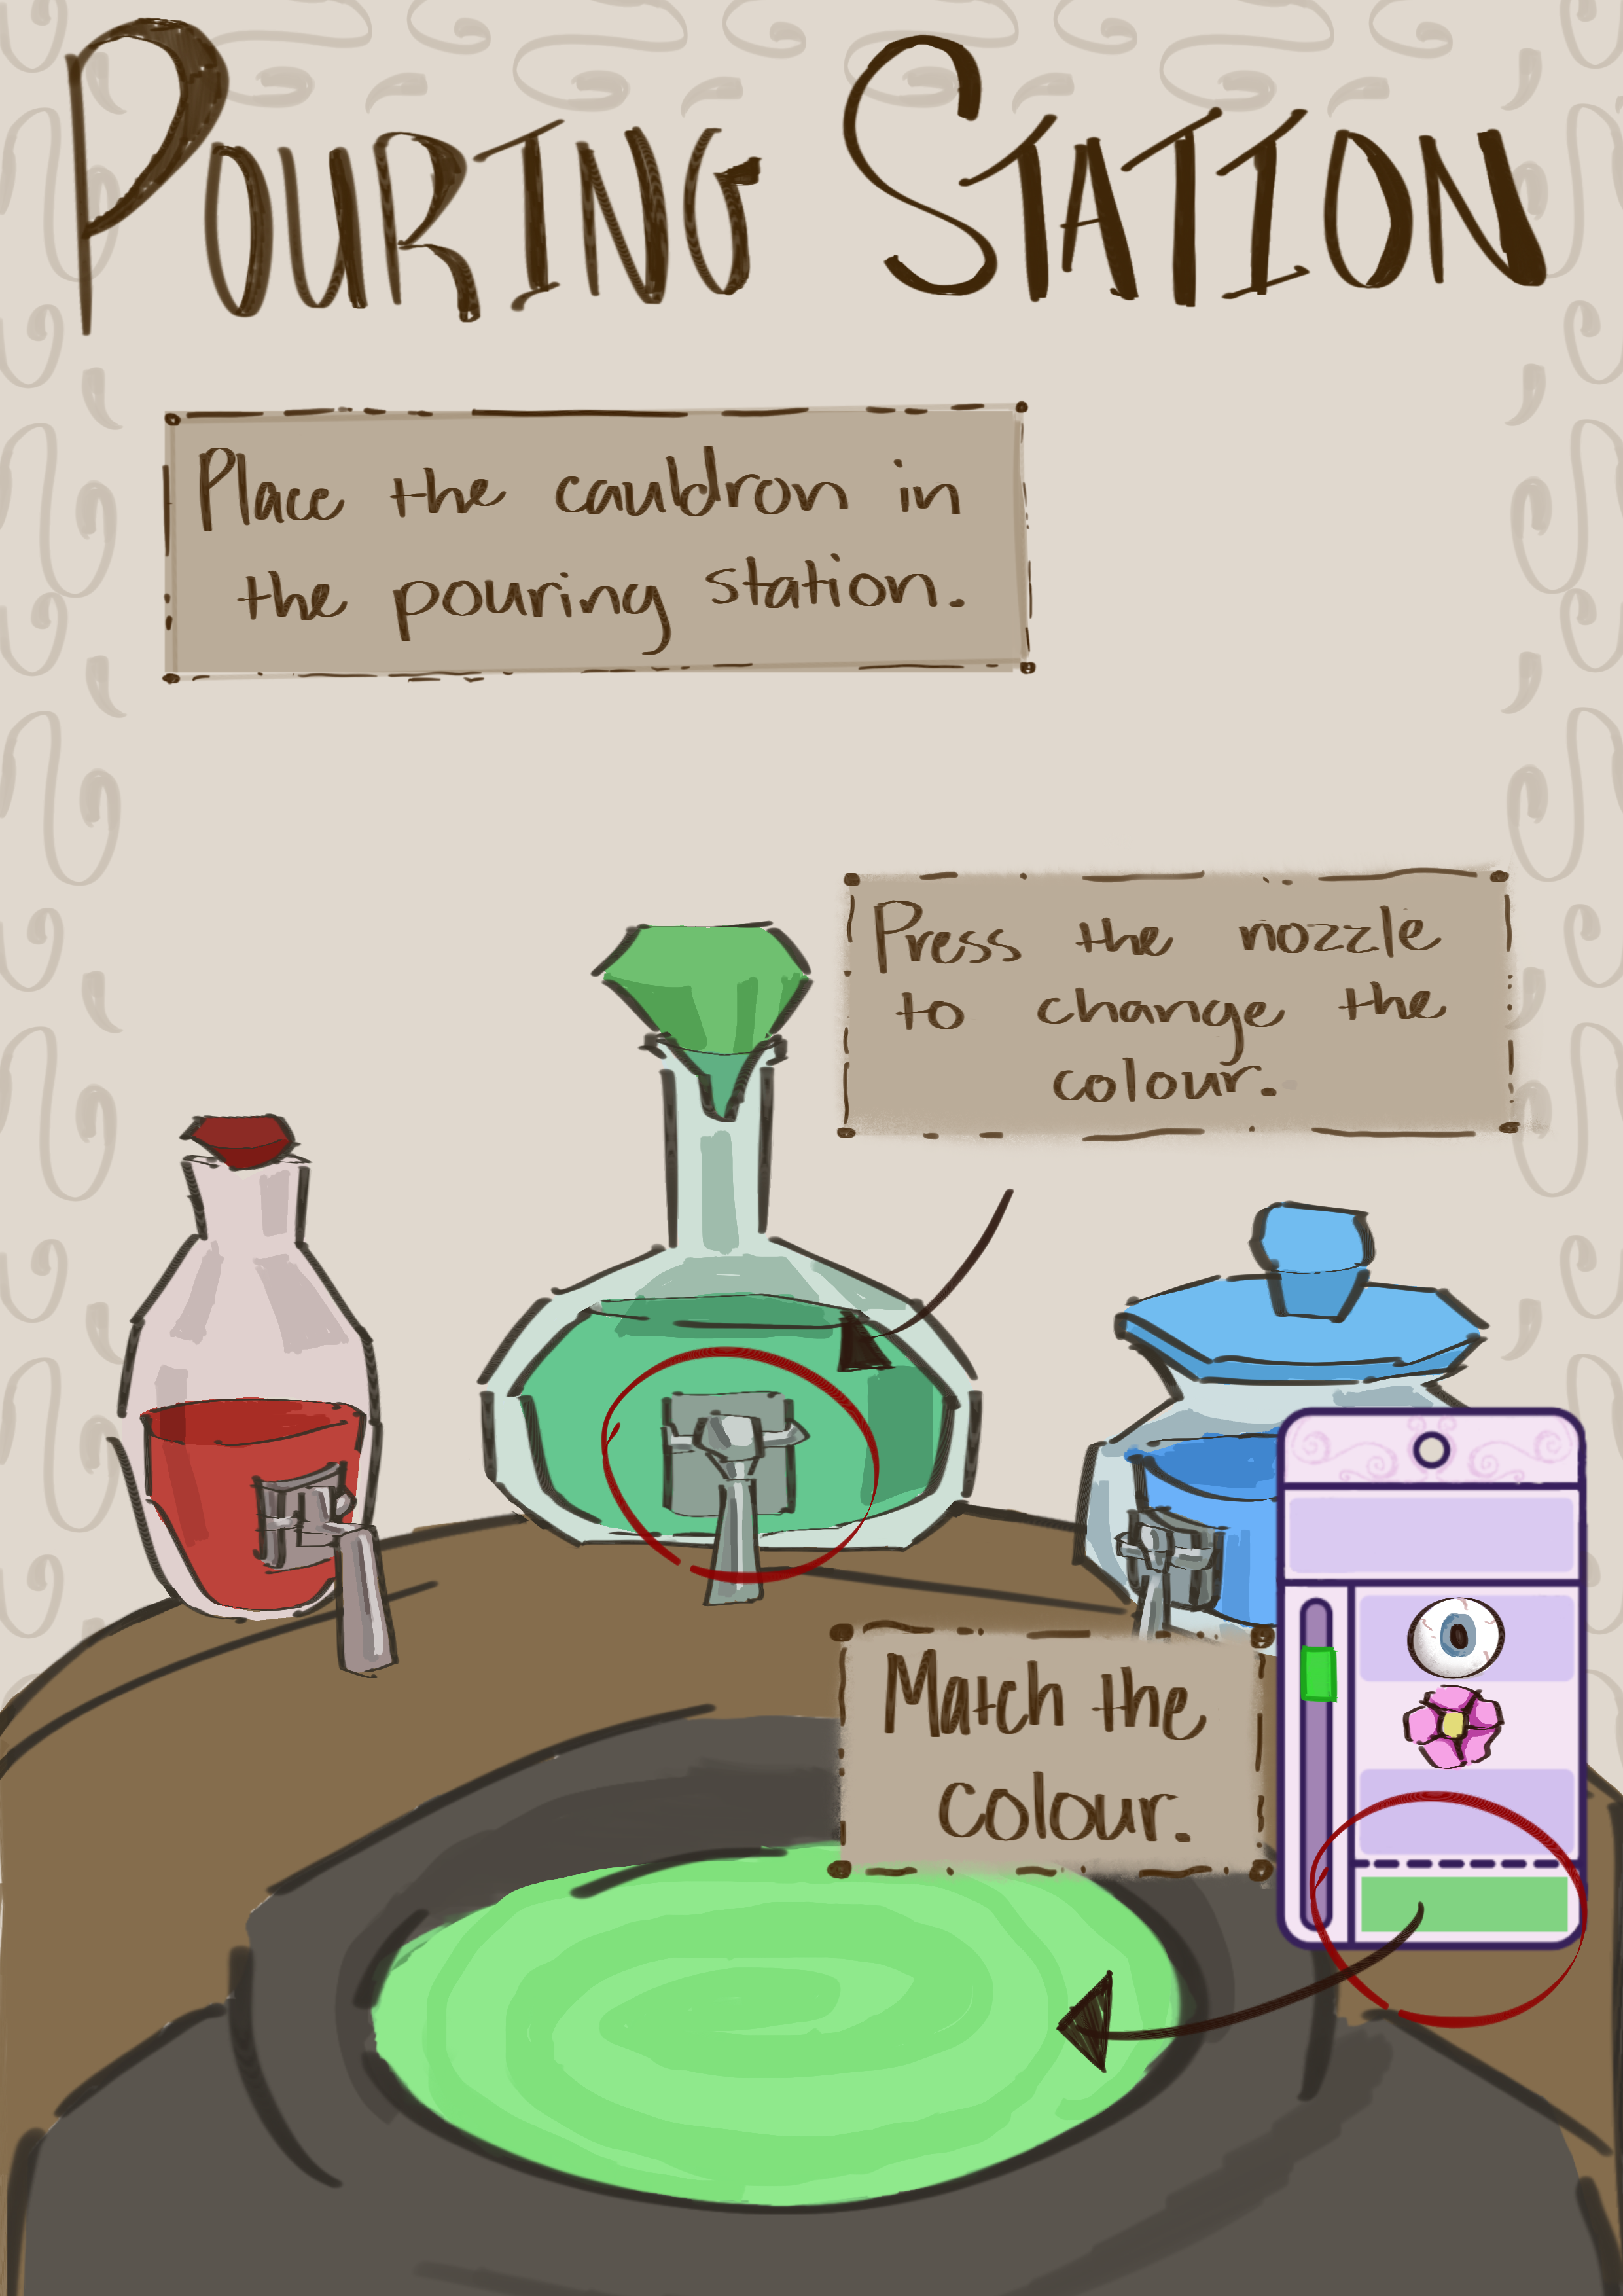 POURING STATION
Place the cauldron in
the pouring station.
Press the nozzle
to change the
colour.
Match the
colour.